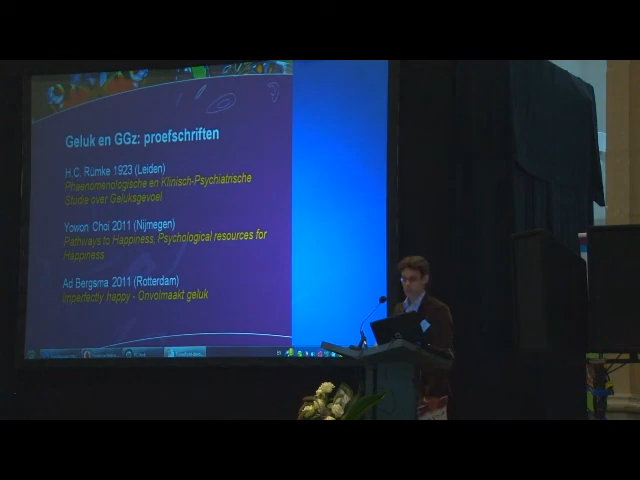 Geluk en GGz: proefschriften
H.C. Rümke 1923 (Leiden)
Phaenomenologische en Klinisch-Psychiatrische
Studie over Geluksgevoel
Yowon Choi 2011 (Nijmegen)
Pathways to Happiness, Psychological resources for
Happiness
Ad Bergsma 2011 (Rotterdam)
Imperfectly happy - Onvolmaakt geluk